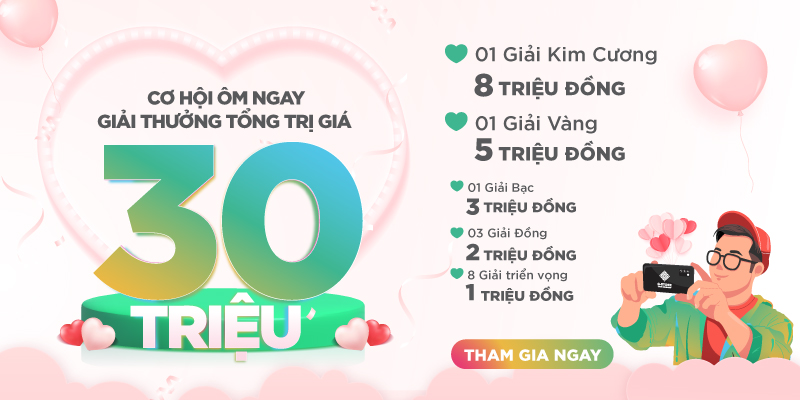 CƠ HỘI ÔM NGAY
GIẢI THƯỞNG TỔNG TRỊ GIÁ
30
TRIỆU
01 Giải Kim Cương
8 TRIỆU ĐỒNG
01 Giải Vàng
5 TRIỆU ĐỒNG
01 Giải Bạc
3 TRIỆU ĐỒNG
03 Giải Đồng
2 TRIỆU ĐỒNG
8 Giải triển vọng
1 TRIỆU ĐỒNG
THAM GIA NGAY